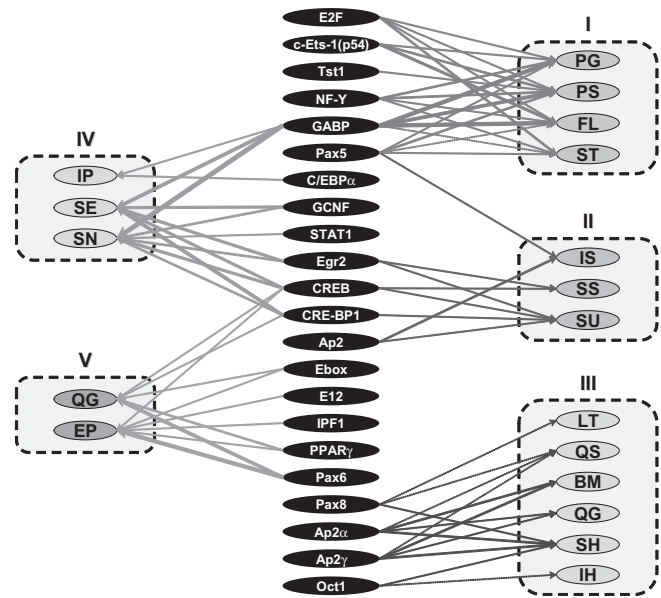 E2F
c-Ets-1(p54)
Tst1
NF-Y
GABP
Pax5
C/EBPα
GCNF
STAT1
Egr2
CREB
CRE-BP1
Ap2
Ebox
E12
IPF1
PPARγ
Pax6
Pax8
Ap2α
Ap2γ
Oct1
IV
IP
SE
SN
V
QG
EP
I
PG
PS
FL
ST
II
IS
SS
SU
III
LT
QS
BM
QG
SH
IH